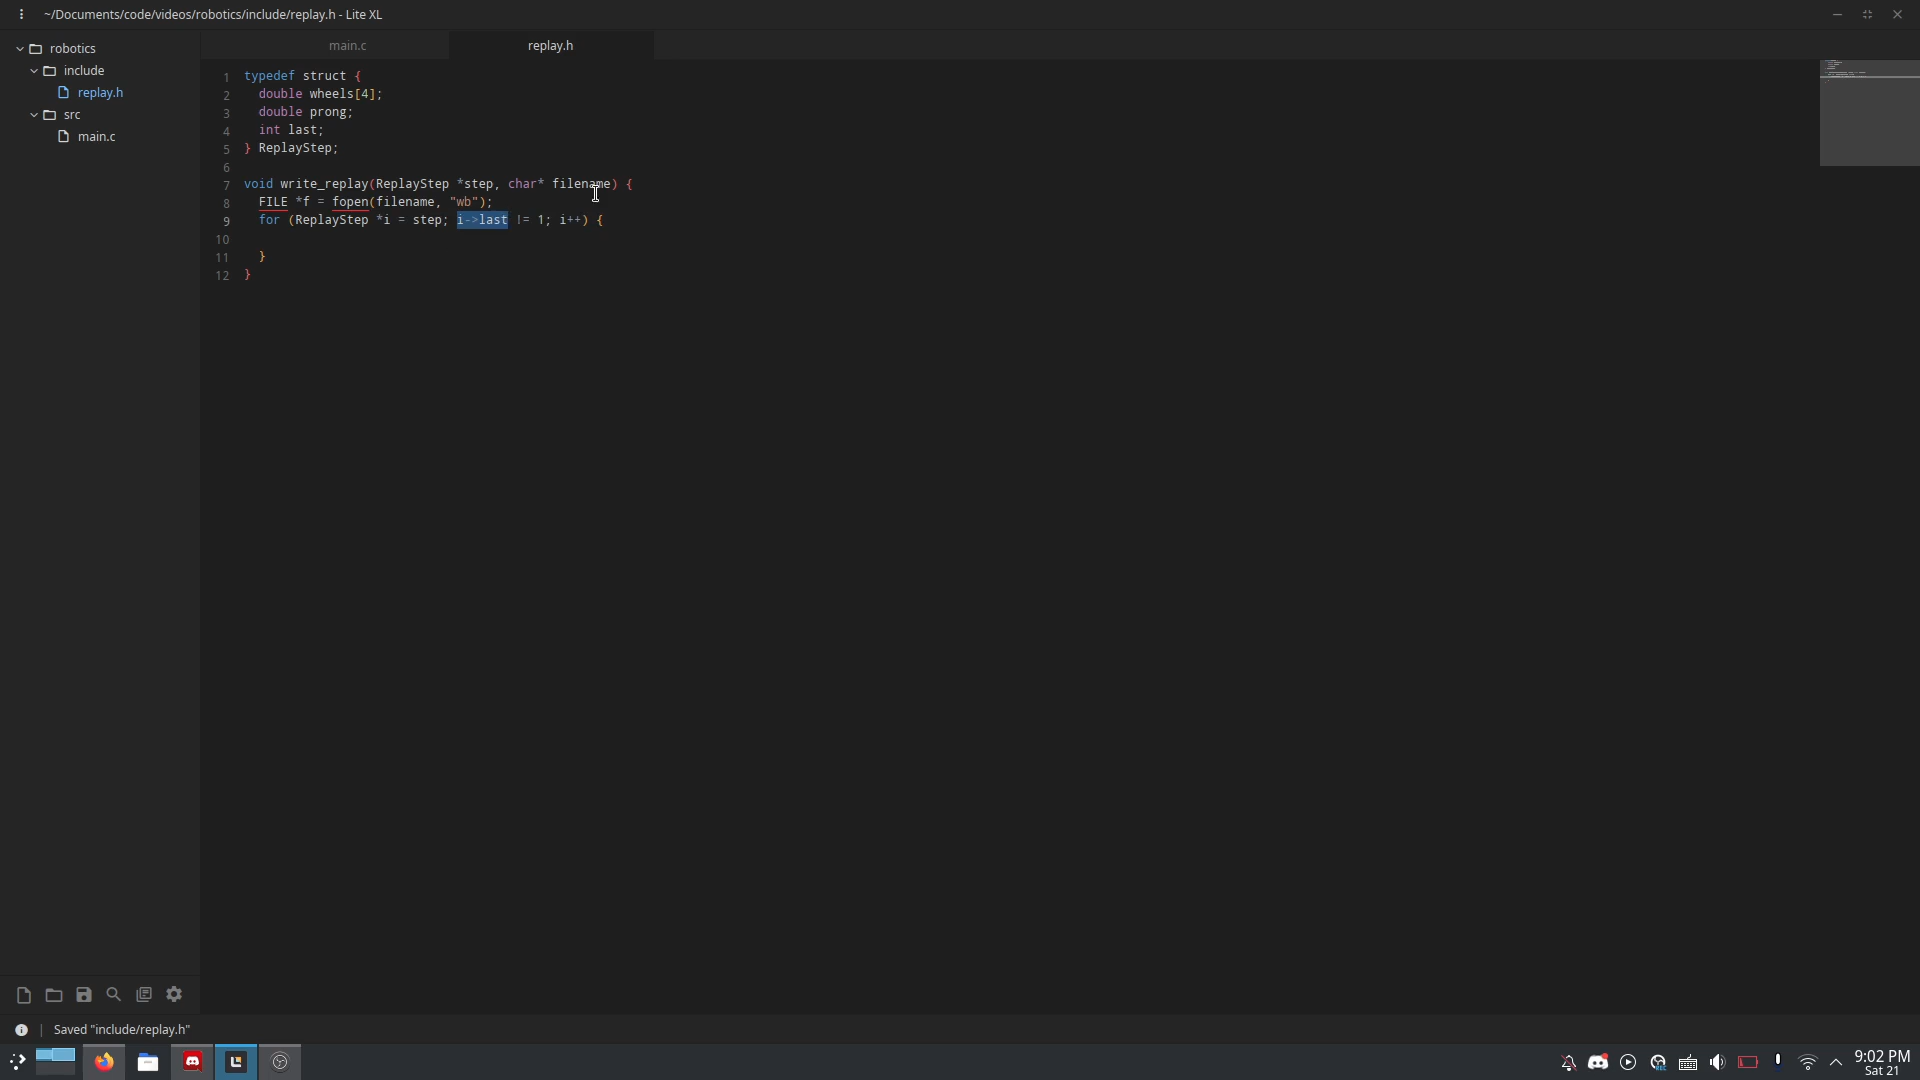 ~/Documents/code/videos/robotics/include/replay.h - Lite XL
robotics
include
replay.h
src
main.c
main.c
replay.h
1 typedef struct {
2   double wheels[4];
3   double prong;
4   int last;
5 } ReplayStep;
6
7 void write_replay(ReplayStep *step, char* filename) {
8   FILE *f = fopen(filename, "wb");
9   for (ReplayStep *i = step; i->last != 1; i++) {
10
11   }
12 }
Saved "include/replay.h"
9:02 PM
Sat 21